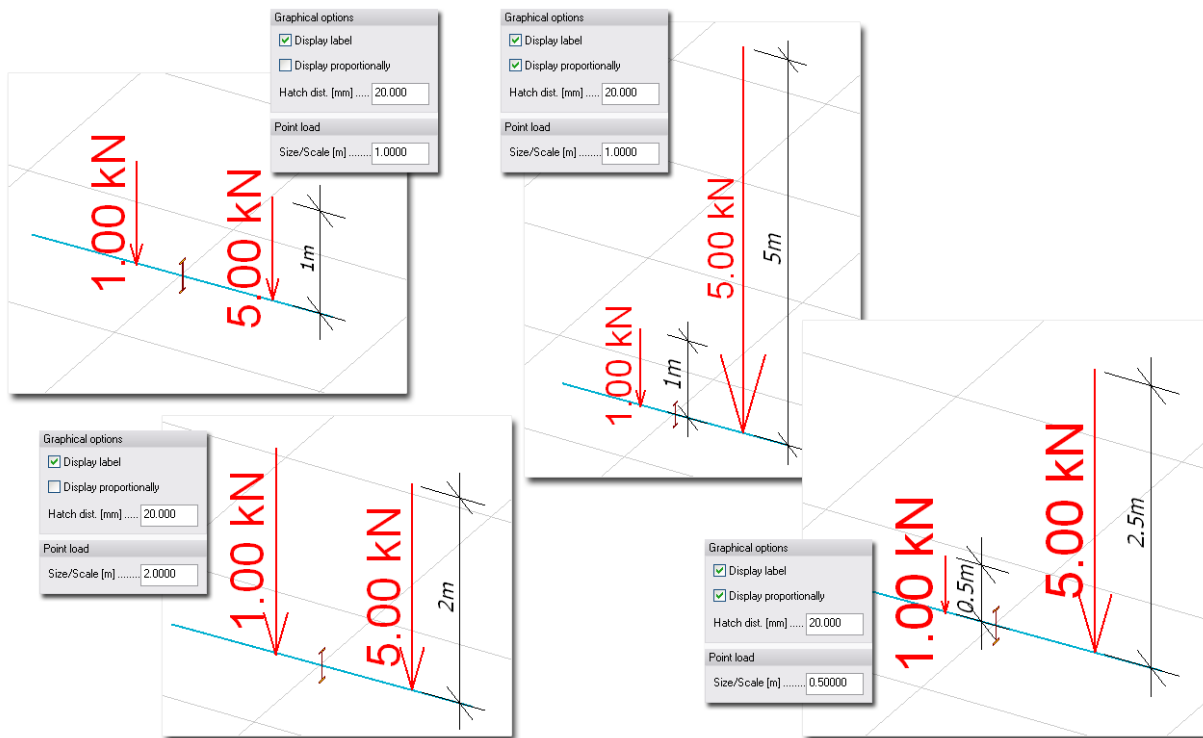 Graphical options
Display label
Display proportionally
Hatch dist. [mm] ..... 20.000
Point load
Size/Scale [m] ........ 1.0000
1.00 kN
5.00 kN
1m
Graphical options
Display label
Display proportionally
Hatch dist. [mm] ..... 20.000
Point load
Size/Scale [m] ........ 1.0000
1.00 kN
1m
5.00 kN
5m
Graphical options
Display label
Display proportionally
Hatch dist. [mm] ..... 20.000
Point load
Size/Scale [m] ........ 2.0000
1.00 kN
5.00 kN
2m
Graphical options
Display label
Display proportionally
Hatch dist. [mm] ..... 20.000
Point load
Size/Scale [m] ........ 0.50000
1.00 kN
0.5m
5.00 kN
2.5m